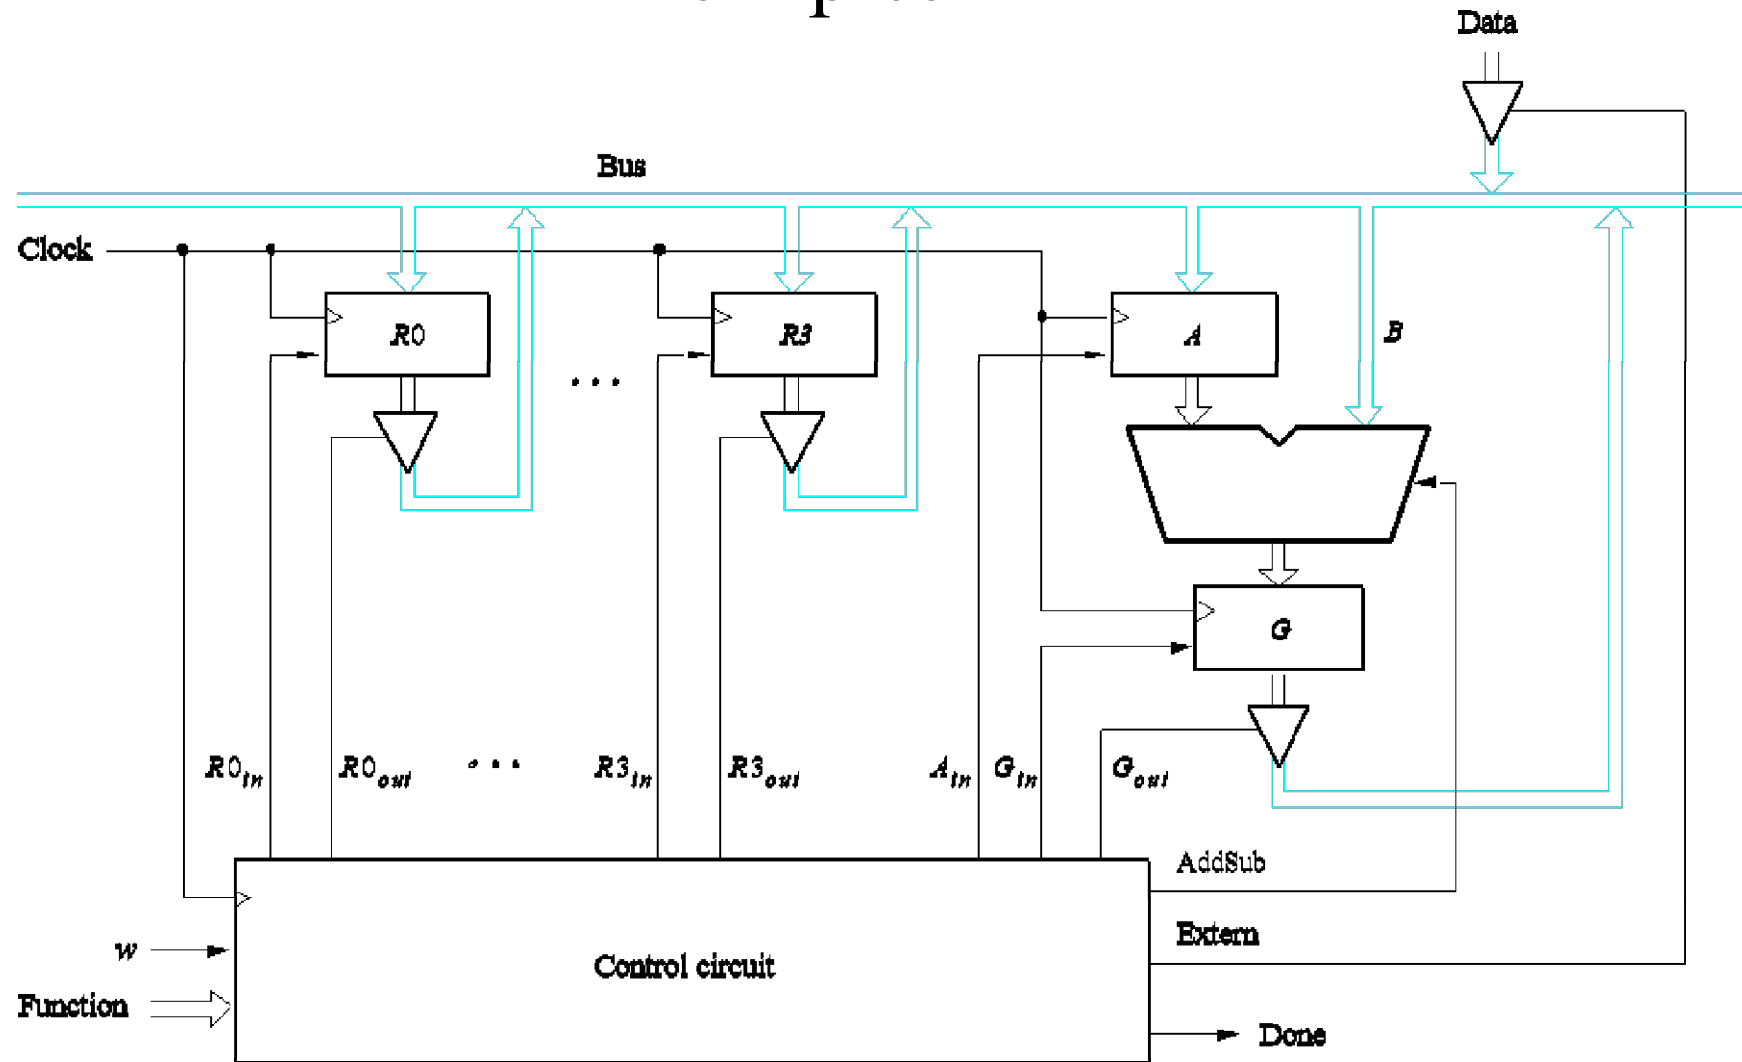 Data
Bus
Clock
R0
R3
A
B
...
G
R0in
R0out
...
R3in
R3out
Ain
Gin
Gout
AddSub
Extern
w
Control circuit
Function
Done